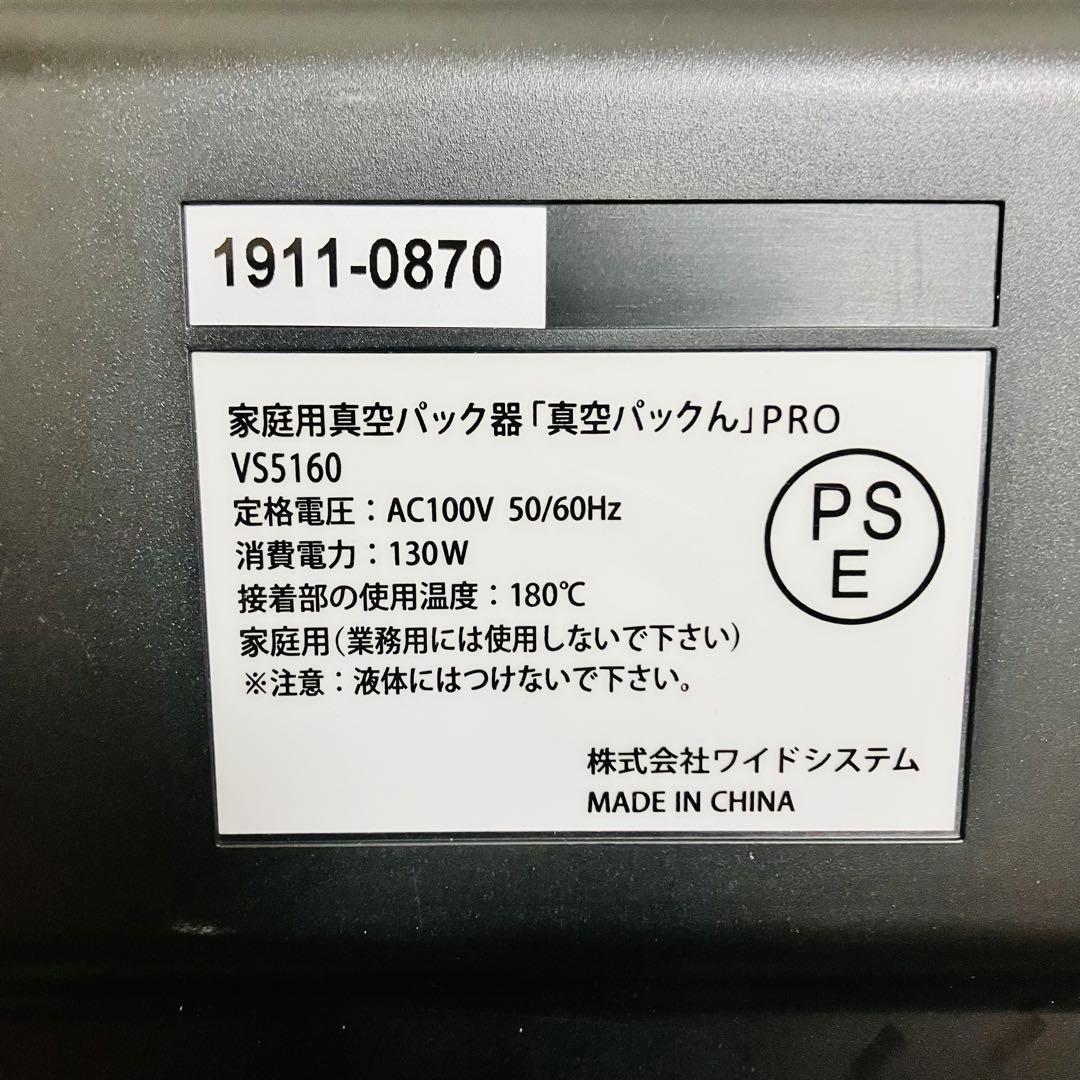 1911-0870
家庭用真空パック器「真空パックん」PRO
VS5160
定格電圧：AC100V 50/60Hz
消費電力：130W
接着部の使用温度：180℃
家庭用（業務用には使用しないで下さい）
※注意：液体にはつけないで下さい。
PS
E
株式会社ワイドシステム
MADE IN CHINA